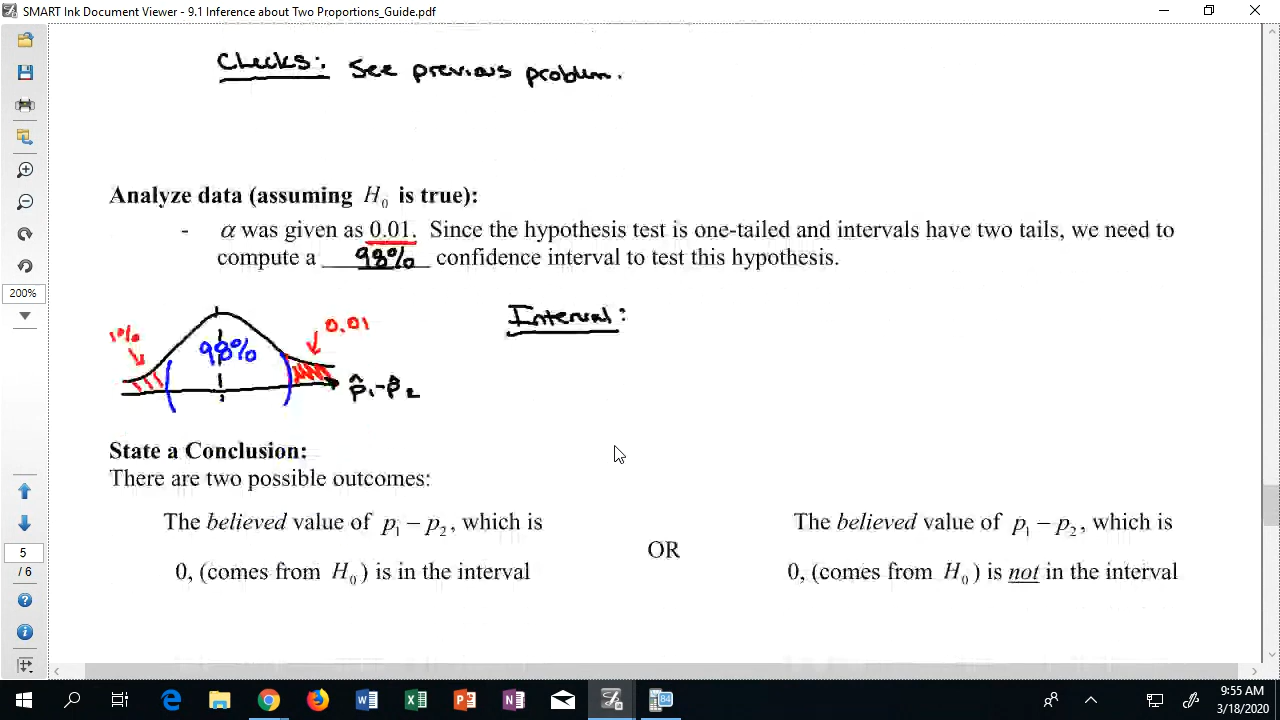 SMART Ink Document Viewer - 9.1 Inference about Two Proportions_Guide.pdf
Checks: See previous problem.
Analyze data (assuming H₀ is true):
- α was given as 0.01. Since the hypothesis test is one-tailed and intervals have two tails, we need to
compute a 98% confidence interval to test this hypothesis.
200%
Interval:
1% 98% 0.01
p̂₁-p̂₂
State a Conclusion:
There are two possible outcomes:
The believed value of p₁ − p₂, which is
0, (comes from H₀) is in the interval
OR
The believed value of p₁ − p₂, which is
0, (comes from H₀) is not in the interval
5
/ 6
84
9:55 AM
3/18/2020